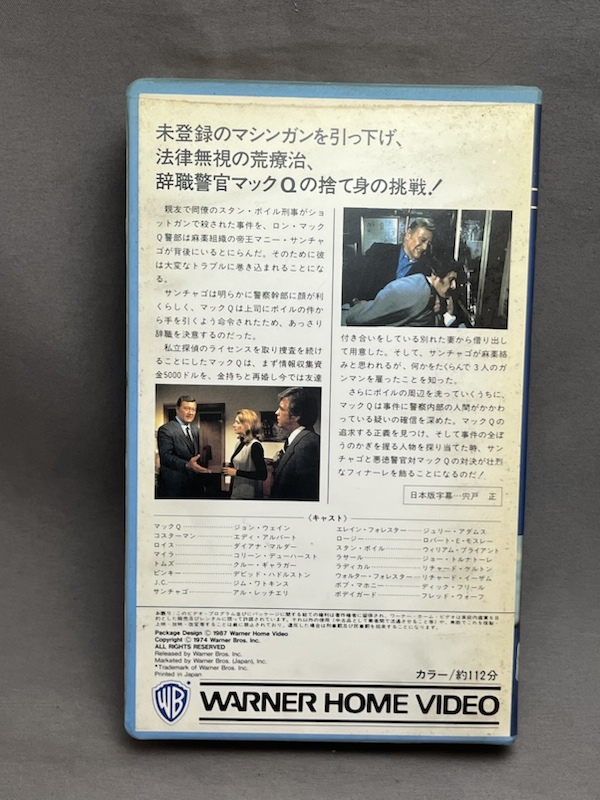 未登録のマシンガンを引っ下げ、
法律無視の荒療治、
辞職警官マックQの捨て身の挑戦!
親友で同僚のスタン・ボイル刑事がショ
ットガンで殺された事件を、ロン・マック
Q警部は麻薬組織の帝王マニー・サンチャ
ゴが背後にいるとにらんだ。そのために彼
は大変なトラブルに巻き込まれることにな
る。
サンチャゴは明らかに警察幹部に顔が利
くらしく、マックQは上司にボイルの件か
ら手を引くよう命令されたため、あっさり
辞職を決意するのだった。
私立探偵のライセンスを取り捜査を続け
ることにしたマックQは、まず情報収集資
金5000ドルを、金持ちと再婚し今では友達
付き合いをしている別れた妻から借り出し
て用意した。そして、サンチャゴが麻薬絡
みと思われるが、何かをたくらんで3人のガ
ンマンを雇ったことを知った。
さらにボイルの周辺を洗っていくうちに、
マックQは事件に警察内部の人間がかかわ
っている疑いの確信を深めた。マックQの
追求する正義を見つけ、そして事件の全ぼ
うのかぎを握る人物を探り当てた時、サン
チャゴと悪徳警官対マックQの対決が壮烈
なフィナーレを飾ることになるのだ!
日本版字幕…宍戸 正
〈キャスト〉
マックQ………ジョン・ウェイン
コスターマン………エディ・アルバート
ロイス………ダイアナ・マルダー
マイラ………コリーン・デューハースト
トムズ………クルー・ギャラガー
ピンキー………デビッド・ハドルストン
J.C.………ジム・ワトキンス
サンチャゴ………アル・レッチェリ
エレイン・フォレスター………ジュリー・アダムス
ロージー………ロバート・E・モスレー
スタン・ボイル………ウィリアム・ブライアント
ラサール………ジョー・トルナトーレ
ラディカル………リチャード・ケルトン
ウォルター・フォレスター………リチャード・イーザム
ボブ・マホニー………ディック・フリール
ボディガード………フレッド・ウォーフ
Package Design © 1987 Warner Home Video
Copyright © 1974 Warner Bros. Inc.
ALL RIGHTS RESERVED
Released by Warner Bros. Inc.
Marketed by Warner Bros. (Japan), Inc.
*Trademark of Warner Bros. Inc.
Printed in Japan
カラー/約112分
WB WARNER HOME VIDEO